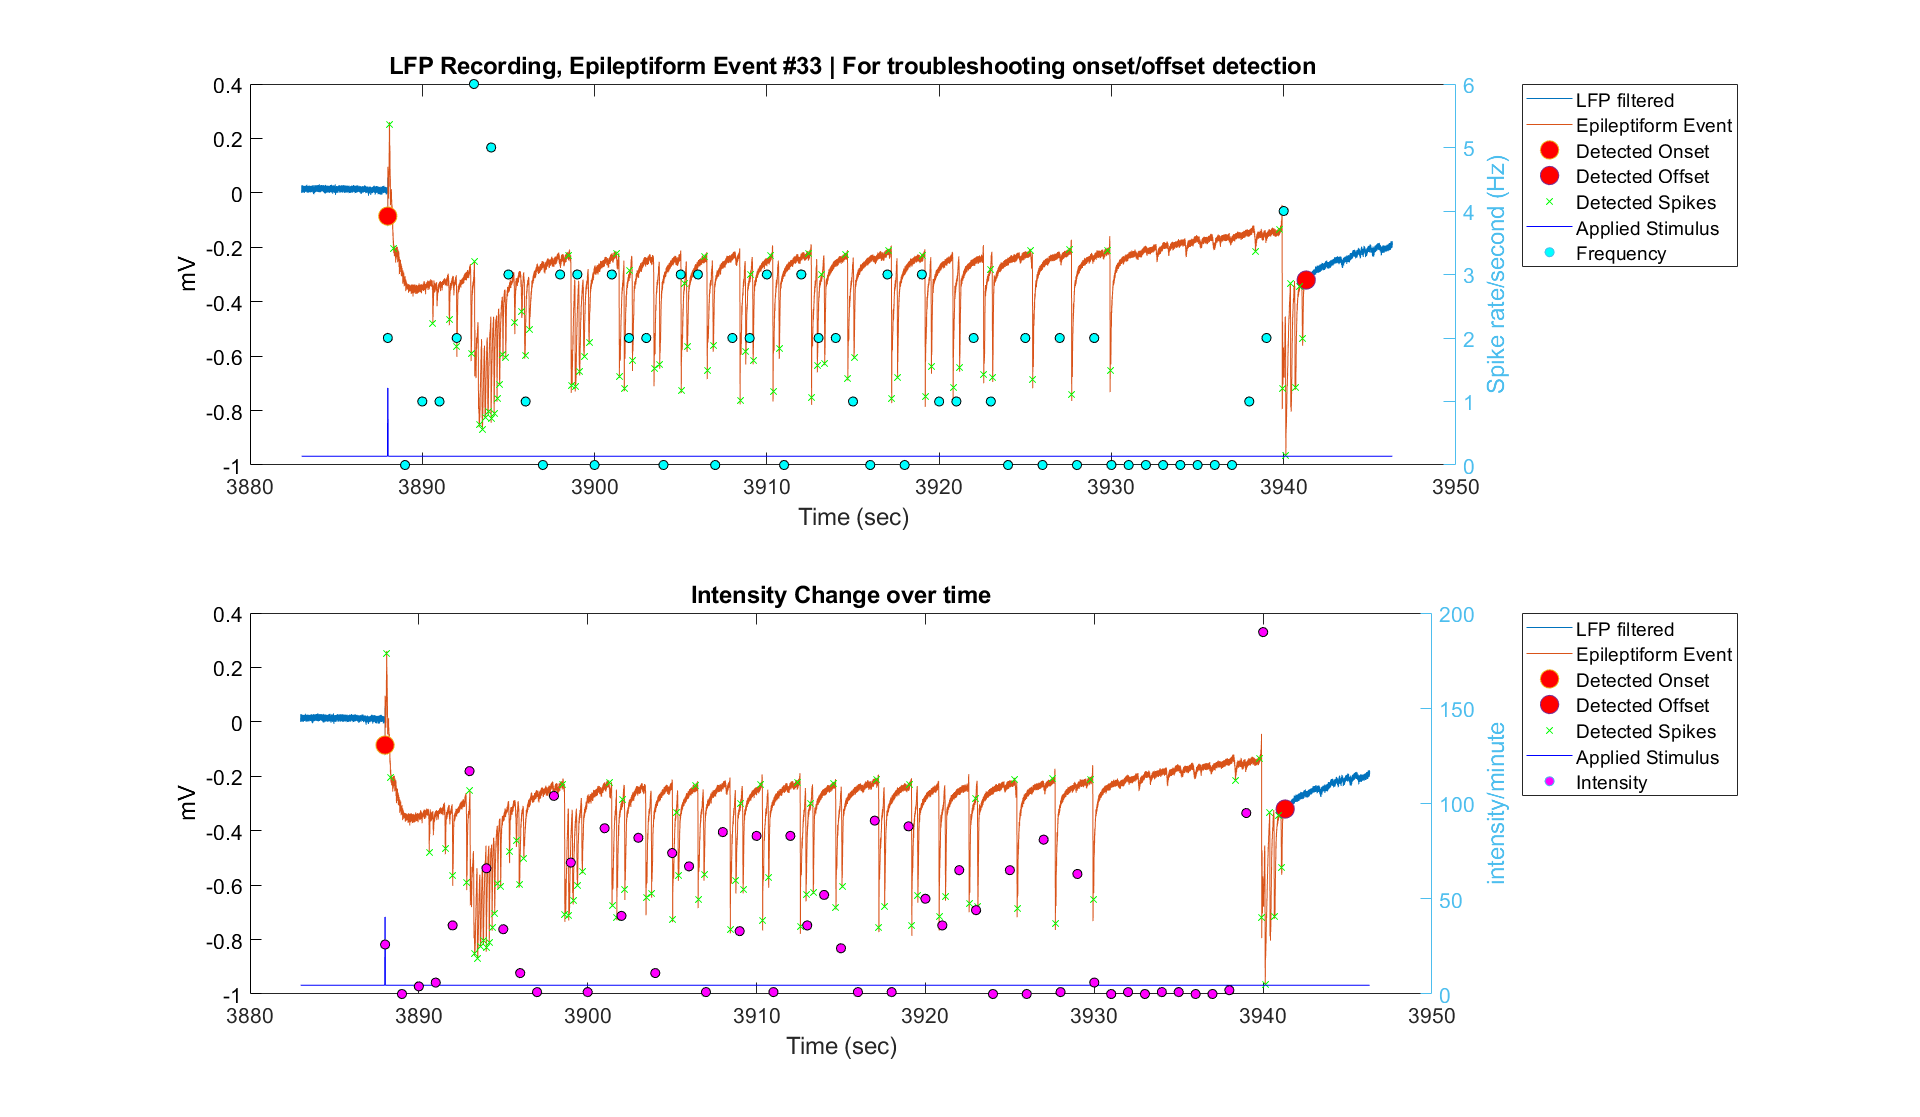 LFP Recording, Epileptiform Event #33 | For troubleshooting onset/offset detection
0.4
0.2
0
-0.2
-0.4
-0.6
-0.8
-1
mV
6
5
4
3
2
1
0
Spike rate/second (Hz)
3880 3890 3900 3910 3920 3930 3940 3950
Time (sec)
LFP filtered
Epileptiform Event
Detected Onset
Detected Offset
Detected Spikes
Applied Stimulus
Frequency
Intensity Change over time
0.4
0.2
0
-0.2
-0.4
-0.6
-0.8
-1
mV
200
150
100
50
0
intensity/minute
3880 3890 3900 3910 3920 3930 3940 3950
Time (sec)
LFP filtered
Epileptiform Event
Detected Onset
Detected Offset
Detected Spikes
Applied Stimulus
Intensity